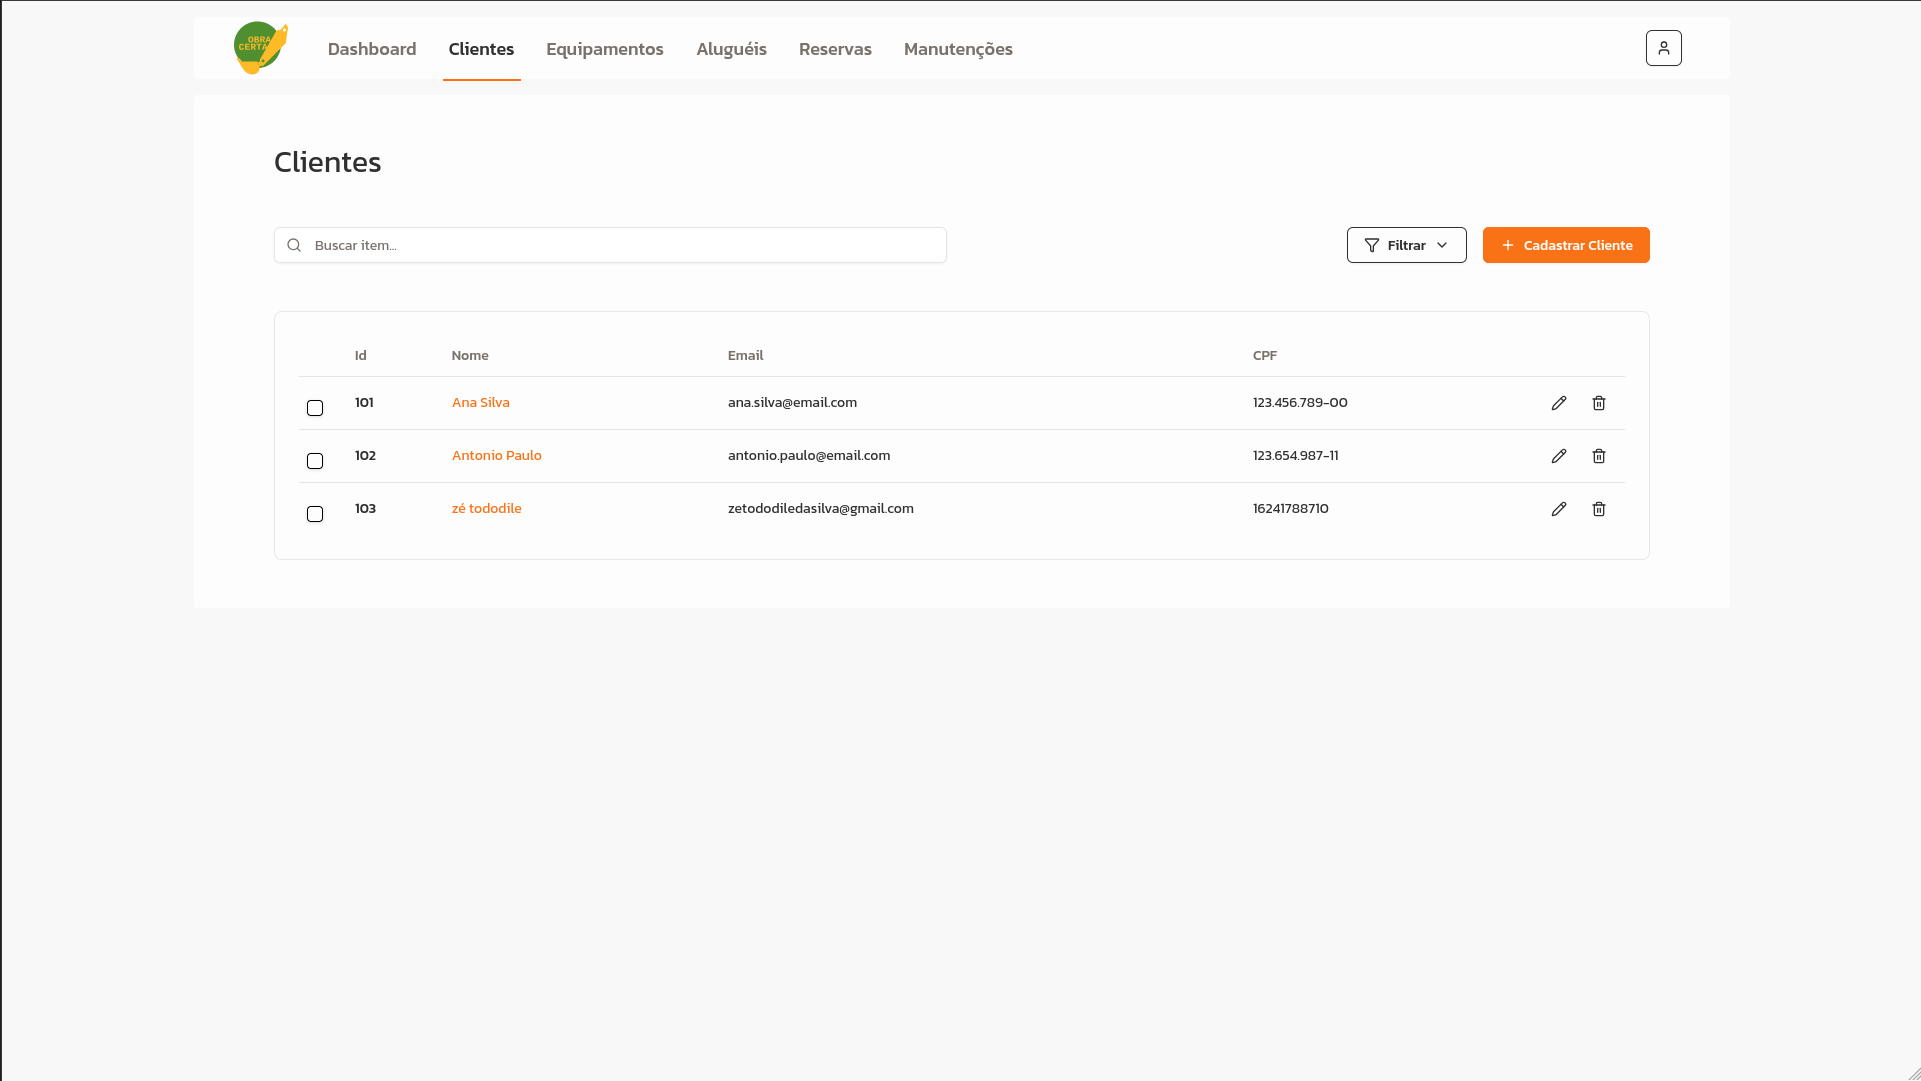 OBRA
CERTA
Dashboard Clientes Equipamentos Aluguéis Reservas Manutenções
Clientes
Buscar item... Filtrar Cadastrar Cliente
Id Nome Email CPF
101 Ana Silva ana.silva@email.com 123.456.789-00
102 Antonio Paulo antonio.paulo@email.com 123.654.987-11
103 zé tododile zetododiledasilva@gmail.com 16241788710